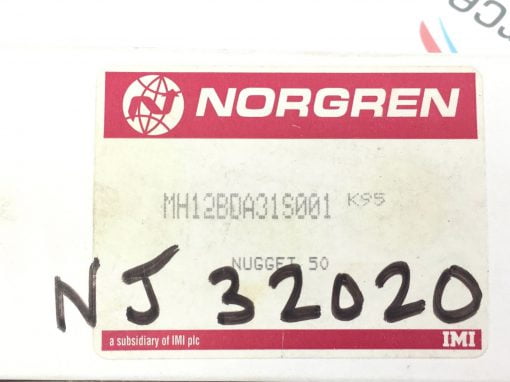 NORGREN
MH12BDA31S001 K95
NUGGET 50
NJ 32020
a subsidiary of IMI plc
IMI